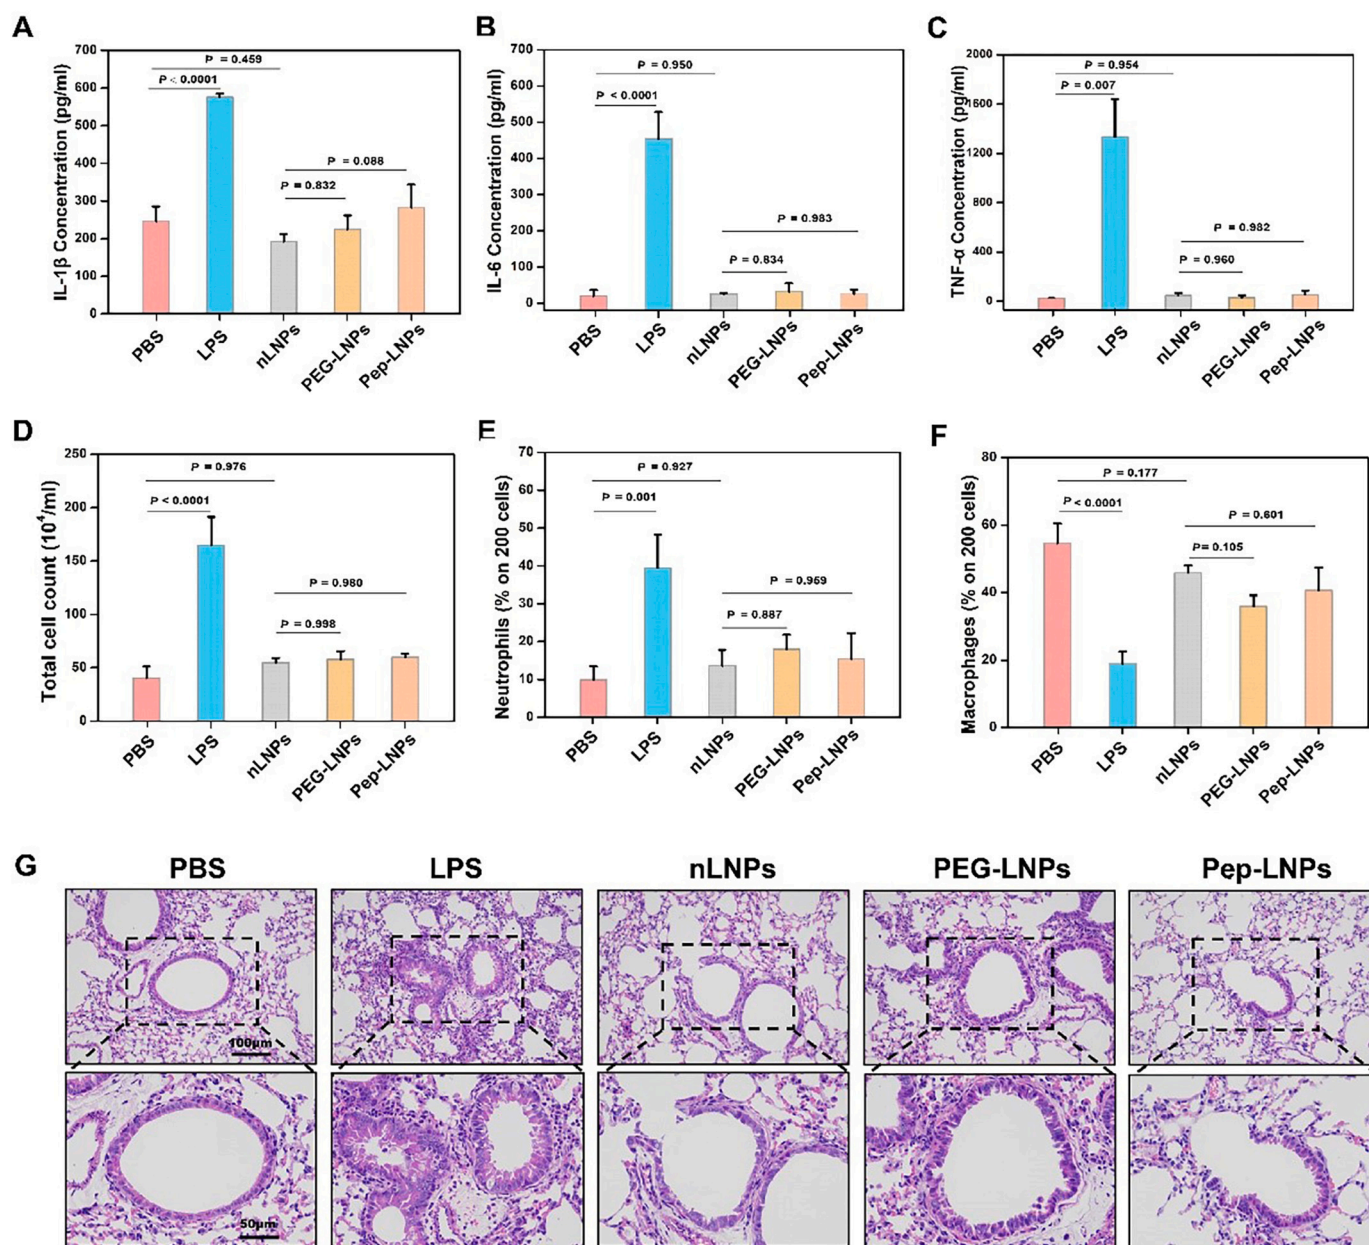 A
IL-1β Concentration (pg/ml)
700
600
500
400
300
200
100
0
P = 0.459
P < 0.0001
P = 0.088
P = 0.832
PBS
LPS
nLNPs
PEG-LNPs
Pep-LNPs
B
IL-6 Concentration (pg/ml)
700
600
500
400
300
200
100
0
P = 0.950
P < 0.0001
P = 0.983
P = 0.834
PBS
LPS
nLNPs
PEG-LNPs
Pep-LNPs
C
TNF-α Concentration (pg/ml)
2000
1600
1200
800
400
0
P = 0.954
P = 0.007
P = 0.982
P = 0.960
PBS
LPS
nLNPs
PEG-LNPs
Pep-LNPs
D
Total cell count (10⁴/ml)
250
200
150
100
50
0
P = 0.976
P < 0.0001
P = 0.980
P = 0.998
PBS
LPS
nLNPs
PEG-LNPs
Pep-LNPs
E
Neutrophils (% on 200 cells)
70
60
50
40
30
20
10
0
P = 0.927
P = 0.001
P = 0.959
P = 0.887
PBS
LPS
nLNPs
PEG-LNPs
Pep-LNPs
F
Macrophages (% on 200 cells)
80
60
40
20
0
P = 0.177
P < 0.0001
P = 0.601
P = 0.105
PBS
LPS
nLNPs
PEG-LNPs
Pep-LNPs
G
PBS
LPS
nLNPs
PEG-LNPs
Pep-LNPs
100μm
50μm